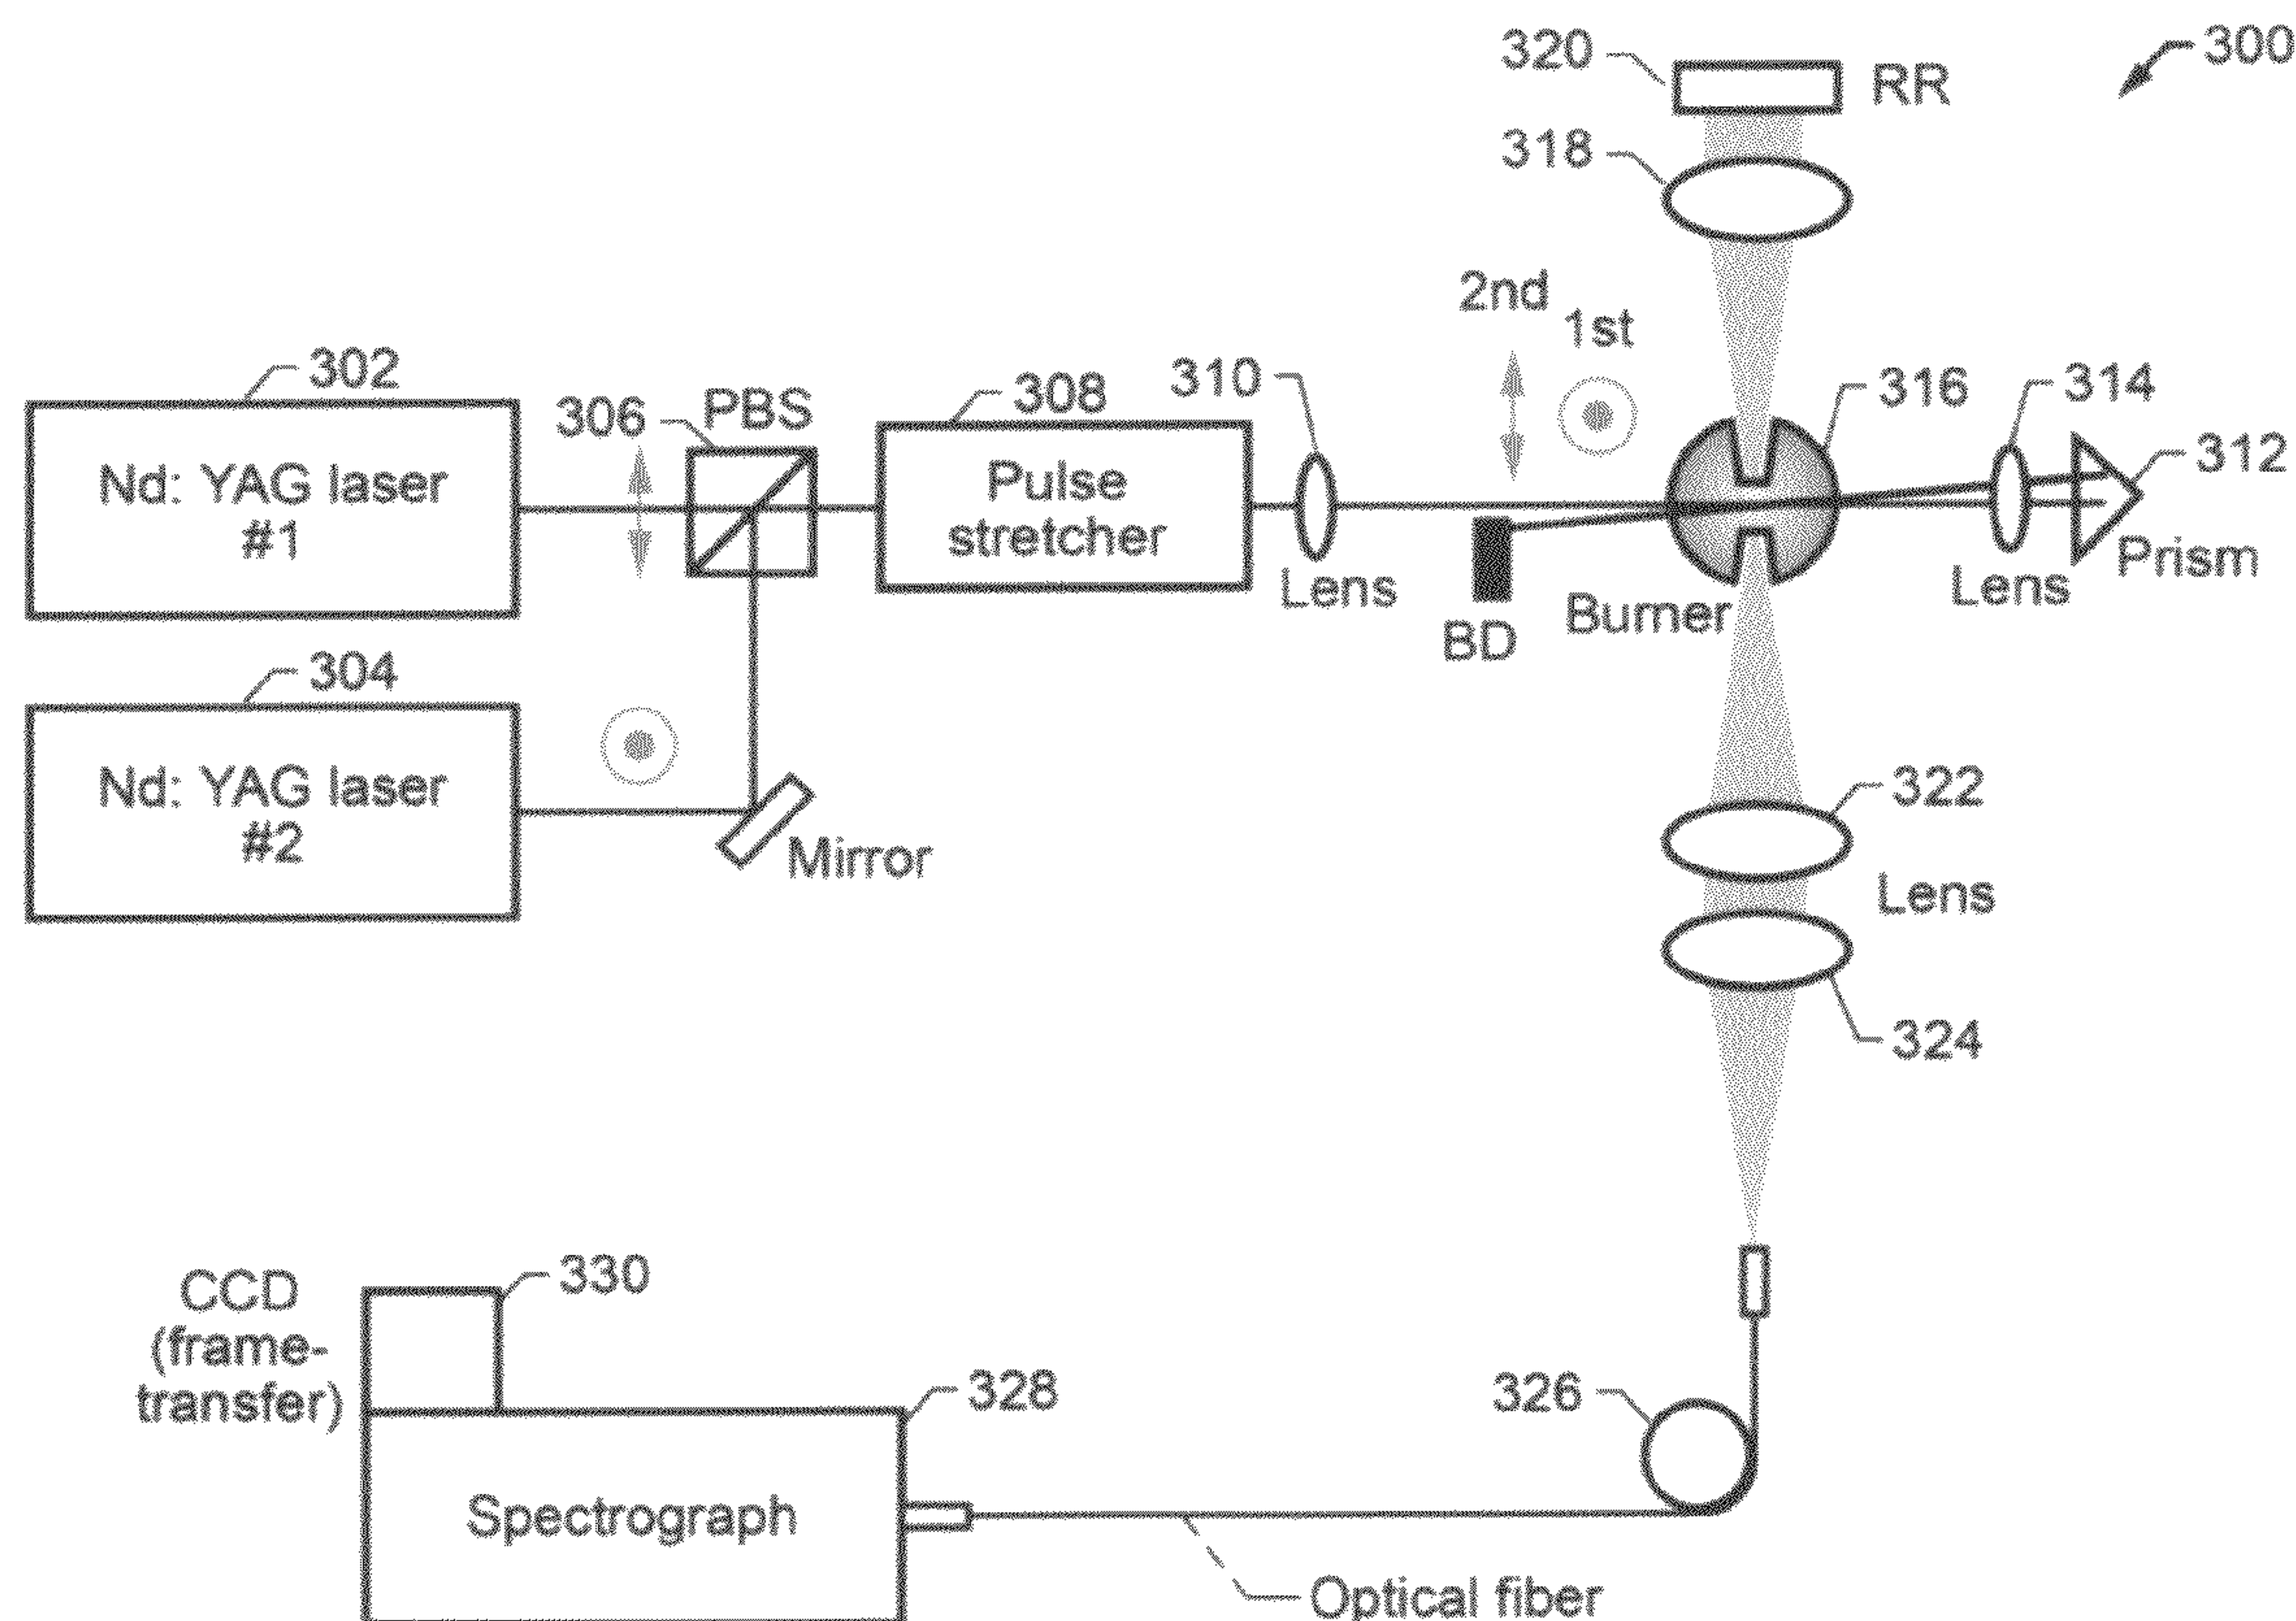 300
320
RR
318
2nd
1st
302
306
PBS
308
310
316
314
312
Nd: YAG laser
#1
Pulse
stretcher
Lens
BD
Burner
Lens
Prism
304
Nd: YAG laser
#2
Mirror
322
Lens
324
CCD
(frame-
transfer)
330
328
326
Spectrograph
Optical fiber